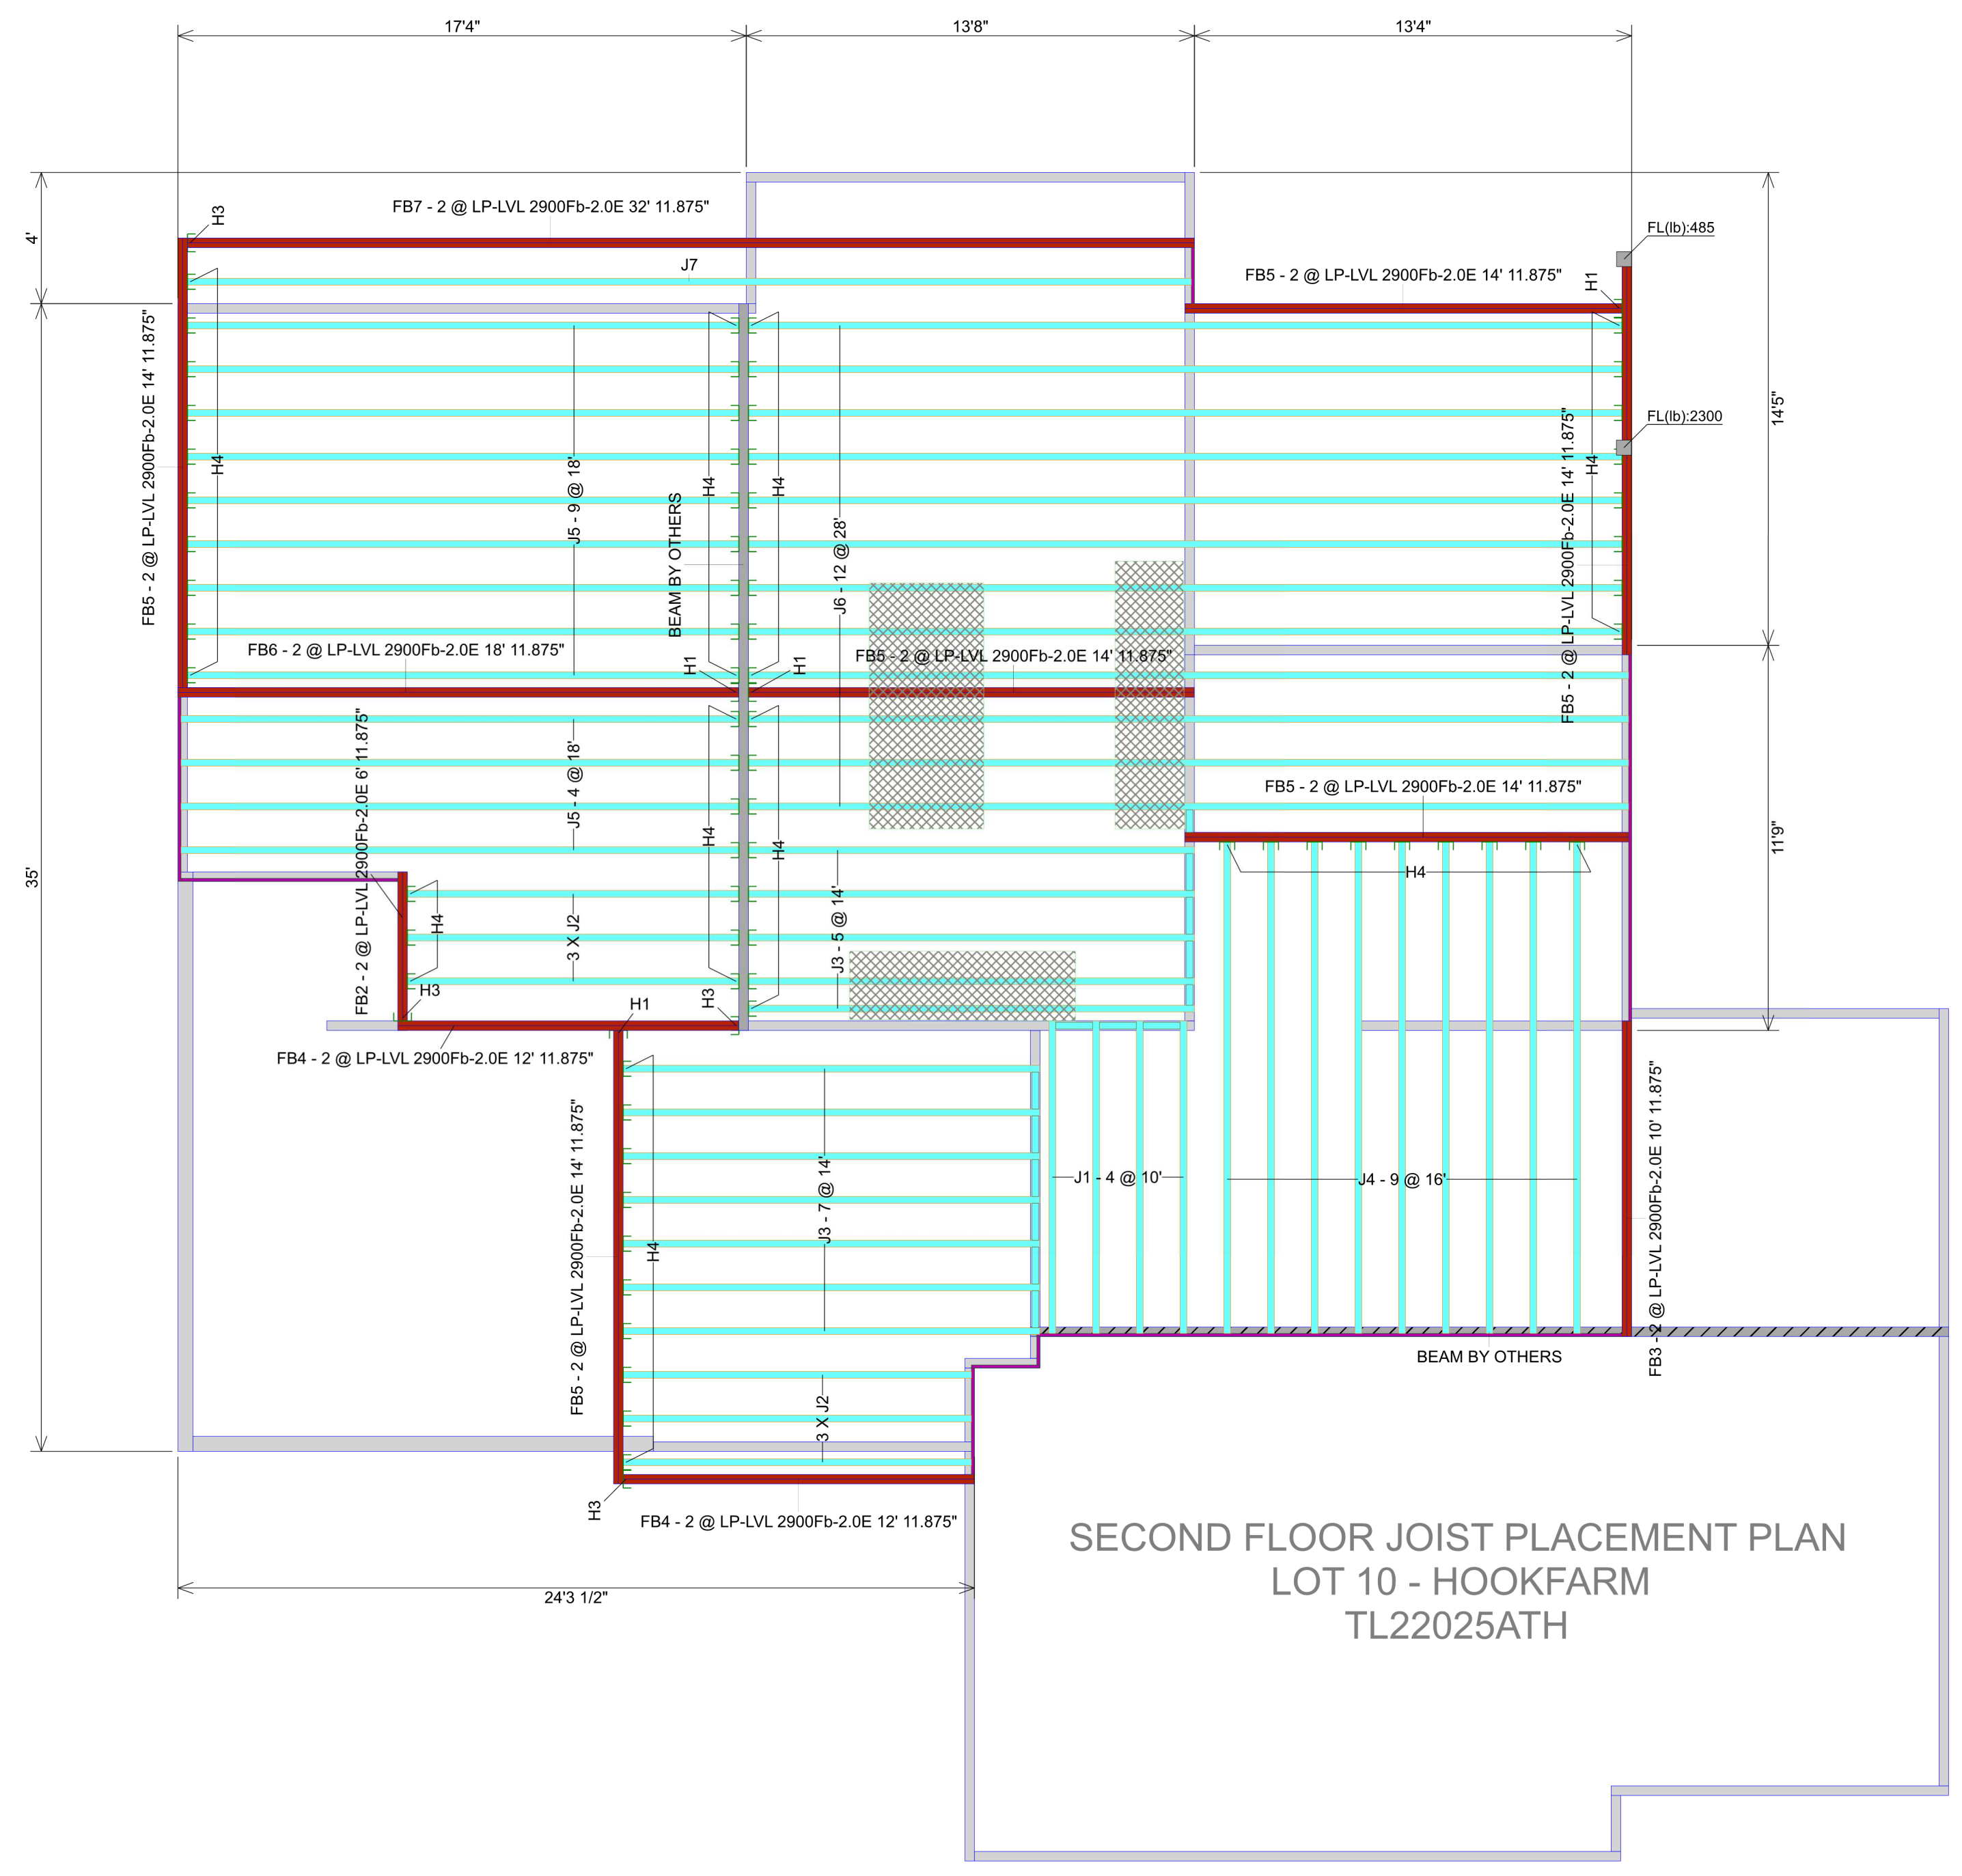 17'4"
13'8"
13'4"
FB7 - 2 @ LP-LVL 2900Fb-2.0E 32' 11.875"
H3
4'
J7
FL(lb):485
FB5 - 2 @ LP-LVL 2900Fb-2.0E 14' 11.875"
H1
FB5 - 2 @ LP-LVL 2900Fb-2.0E 14' 11.875"
H4
J5 - 9 @ 18'
H4
H4
BEAM BY OTHERS
J6 - 12 @ 28'
H4
FB5 - 2 @ LP-LVL 2900Fb-2.0E 14' 11.875"
FL(lb):2300
14'5"
FB6 - 2 @ LP-LVL 2900Fb-2.0E 18' 11.875"
H1
H1
FB5 - 2 @ LP-LVL 2900Fb-2.0E 14' 11.875"
FB2 - 2 @ LP-LVL 2900Fb-2.0E 6' 11.875"
J5 - 4 @ 18'
H4
H4
FB5 - 2 @ LP-LVL 2900Fb-2.0E 14' 11.875"
11'9"
35'
H4
H4
3 X J2
J3 - 5 @ 14'
H3
H3
H1
FB4 - 2 @ LP-LVL 2900Fb-2.0E 12' 11.875"
FB5 - 2 @ LP-LVL 2900Fb-2.0E 14' 11.875"
H4
J3 - 7 @ 14'
J1 - 4 @ 10'
J4 - 9 @ 16'
FB3 - 2 @ LP-LVL 2900Fb-2.0E 10' 11.875"
BEAM BY OTHERS
3 X J2
H3
FB4 - 2 @ LP-LVL 2900Fb-2.0E 12' 11.875"
24'3 1/2"
SECOND FLOOR JOIST PLACEMENT PLAN
LOT 10 - HOOKFARM
TL22025ATH